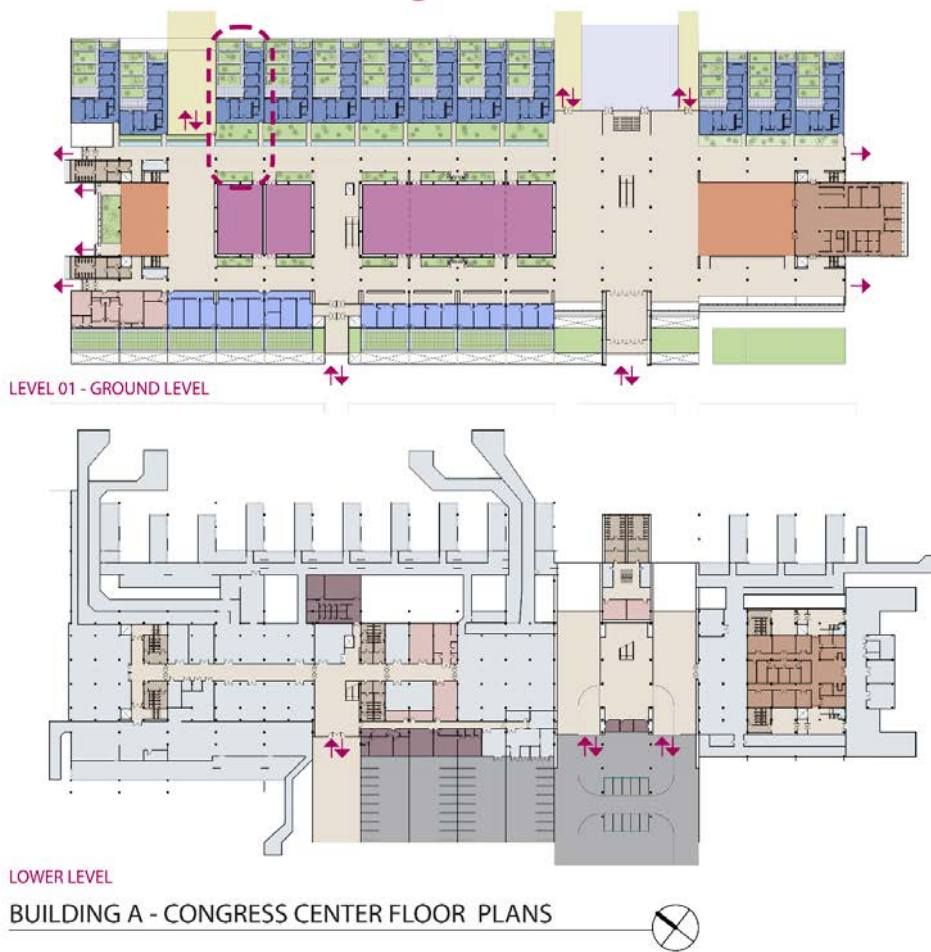 LEVEL 01 - GROUND LEVEL
LOWER LEVEL
BUILDING A - CONGRESS CENTER FLOOR PLANS